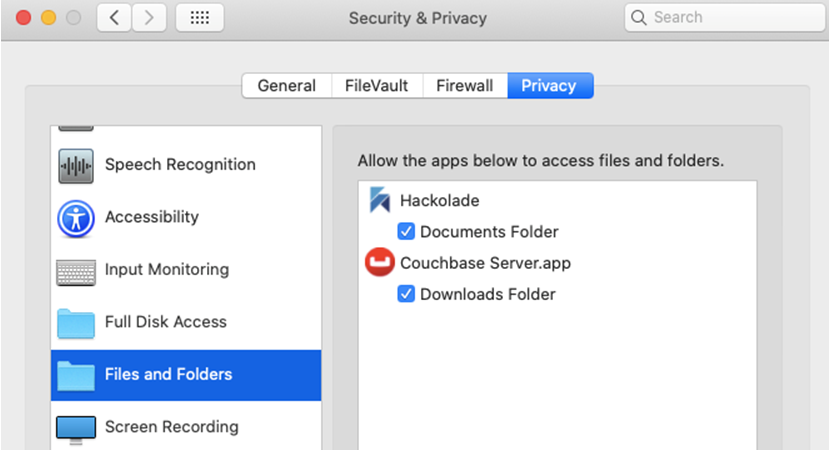 Security & Privacy
Search
General FileVault Firewall Privacy
Speech Recognition
Accessibility
Input Monitoring
Full Disk Access
Files and Folders
Screen Recording
Allow the apps below to access files and folders.
Hackolade
Documents Folder
Couchbase Server.app
Downloads Folder